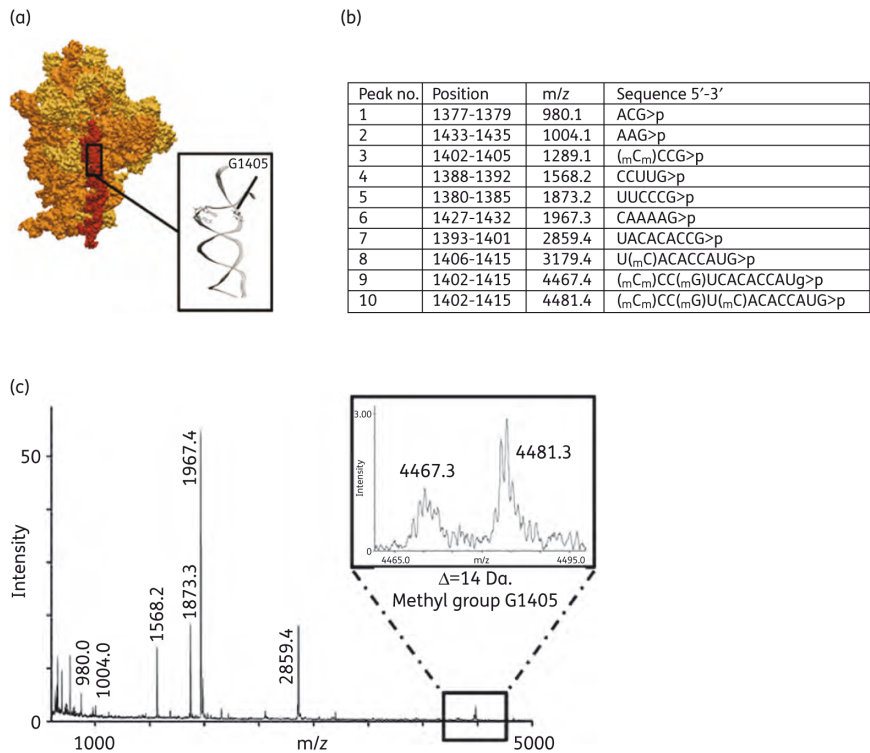 (a)
(b)
G1405
Peak no. Position m/z Sequence 5′-3′
1 1377-1379 980.1 ACG>p
2 1433-1435 1004.1 AAG>p
3 1402-1405 1289.1 (mCm)CCG>p
4 1388-1392 1568.2 CCUUG>p
5 1380-1385 1873.2 UUCCCG>p
6 1427-1432 1967.3 CAAAAG>p
7 1393-1401 2859.4 UACACACCG>p
8 1406-1415 3179.4 U(mC)ACACCAUG>p
9 1402-1415 4467.4 (mCm)CC(mG)UCACACCAUg>p
10 1402-1415 4481.4 (mCm)CC(mG)U(mC)ACACCAUG>p
(c)
50
0
Intensity
1000
m/z
5000
980.0
1004.0
1568.2
1873.3
1967.4
2859.4
3.00
0
Intensity
4467.3
4481.3
4465.0
m/z
4495.0
Δ=14 Da.
Methyl group G1405